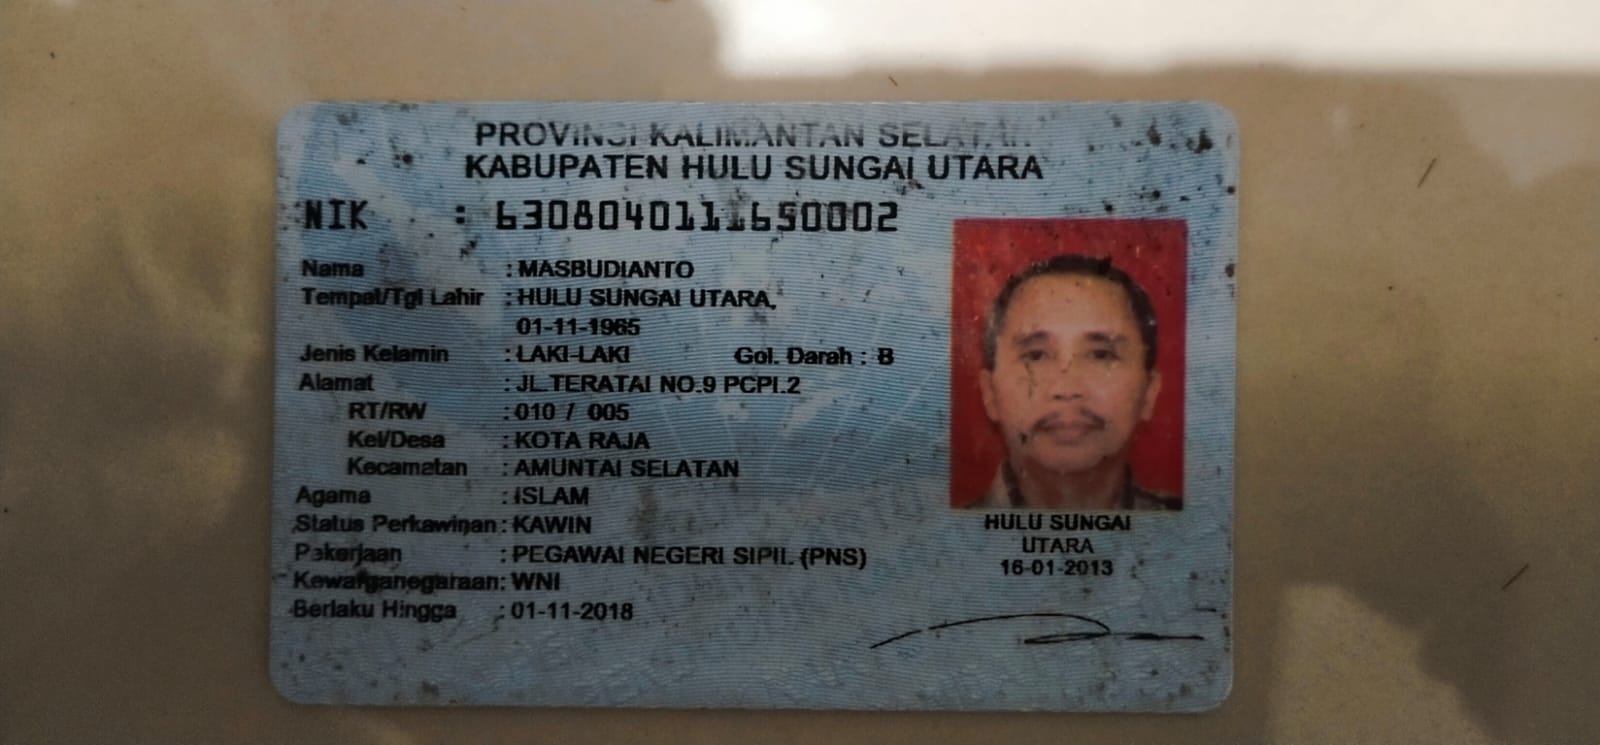 PROVINSI KALIMANTAN SELATAN
KABUPATEN HULU SUNGAI UTARA
NIK : 6308040111650002
Nama : MASBUDIANTO
Tempat/Tgl Lahir : HULU SUNGAI UTARA,
01-11-1965
Jenis Kelamin : LAKI-LAKI Gol. Darah : B
Alamat : JL.TERATAI NO.9 PCPI.2
RT/RW : 010 / 005
Kel/Desa : KOTA RAJA
Kecamatan : AMUNTAI SELATAN
Agama : ISLAM
Status Perkawinan : KAWIN
Pekerjaan : PEGAWAI NEGERI SIPIL (PNS)
Kewarganegaraan : WNI
Berlaku Hingga : 01-11-2018
HULU SUNGAI
UTARA
16-01-2013